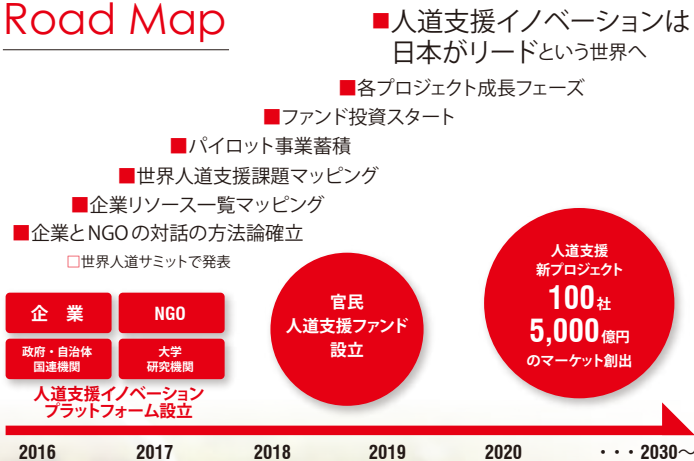 Road Map
■人道支援イノベーションは
日本がリードという世界へ
■各プロジェクト成長フェーズ
■ファンド投資スタート
■パイロット事業蓄積
■世界人道支援課題マッピング
■企業リソース一覧マッピング
■企業とNGOの対話の方法論確立
□世界人道サミットで発表
企 業
NGO
政府・自治体
国連機関
大学
研究機関
人道支援イノベーション
プラットフォーム設立
官民
人道支援ファンド
設立
人道支援
新プロジェクト
100社
5,000億円
のマーケット創出
2016 2017 2018 2019 2020 ・・・2030〜